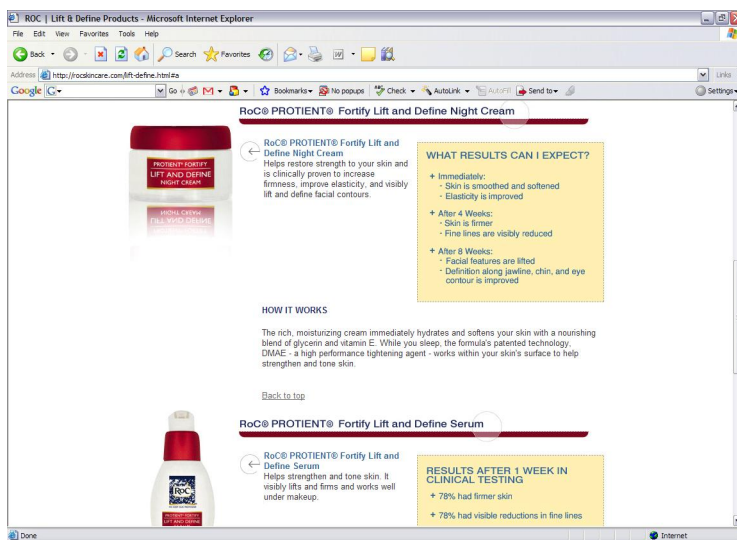 ROC | Lift & Define Products - Microsoft Internet Explorer
File Edit View Favorites Tools Help
Back Search Favorites
Address http://rocskincare.com/lift-define.html#a Links
Google G Go Bookmarks No popups Check AutoLink AutoFill Send to Settings
RoC® PROTIENT® Fortify Lift and Define Night Cream
PROTIENT® FORTIFY
LIFT AND DEFINE
NIGHT CREAM
RoC® PROTIENT® Fortify Lift and
Define Night Cream
Helps restore strength to your skin and
is clinically proven to increase
firmness, improve elasticity, and visibly
lift and define facial contours.
WHAT RESULTS CAN I EXPECT?
+ Immediately:
- Skin is smoothed and softened
- Elasticity is improved
+ After 4 Weeks:
- Skin is firmer
- Fine lines are visibly reduced
+ After 8 Weeks:
- Facial features are lifted
- Definition along jawline, chin, and eye
contour is improved
HOW IT WORKS
The rich, moisturizing cream immediately hydrates and softens your skin with a nourishing
blend of glycerin and vitamin E. While you sleep, the formula's patented technology,
DMAE - a high performance tightening agent - works within your skin's surface to help
strengthen and tone skin.
Back to top
RoC® PROTIENT® Fortify Lift and Define Serum
RoC
PROTIENT® FORTIFY
LIFT AND DEFINE
RoC® PROTIENT® Fortify Lift and
Define Serum
Helps strengthen and tone skin. It
visibly lifts and firms and works well
under makeup.
RESULTS AFTER 1 WEEK IN
CLINICAL TESTING
+ 78% had firmer skin
+ 78% had visible reductions in fine lines
Done Internet